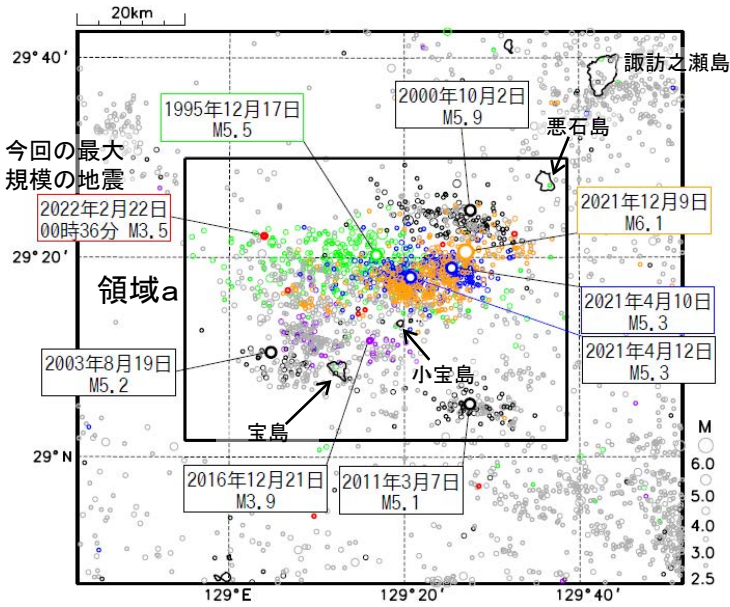 20km
29°40′
諏訪之瀬島
1995年12月17日
M5.5
2000年10月2日
M5.9
悪石島
今回の最大
規模の地震
2022年2月22日
00時36分 M3.5
2021年12月9日
M6.1
29°20′
領域a
2021年4月10日
M5.3
2021年4月12日
M5.3
2003年8月19日
M5.2
小宝島
宝島
29°N
2016年12月21日
M3.9
2011年3月7日
M5.1
M
6.0
5.0
4.0
3.0
2.5
129°E
129°20′
129°40′